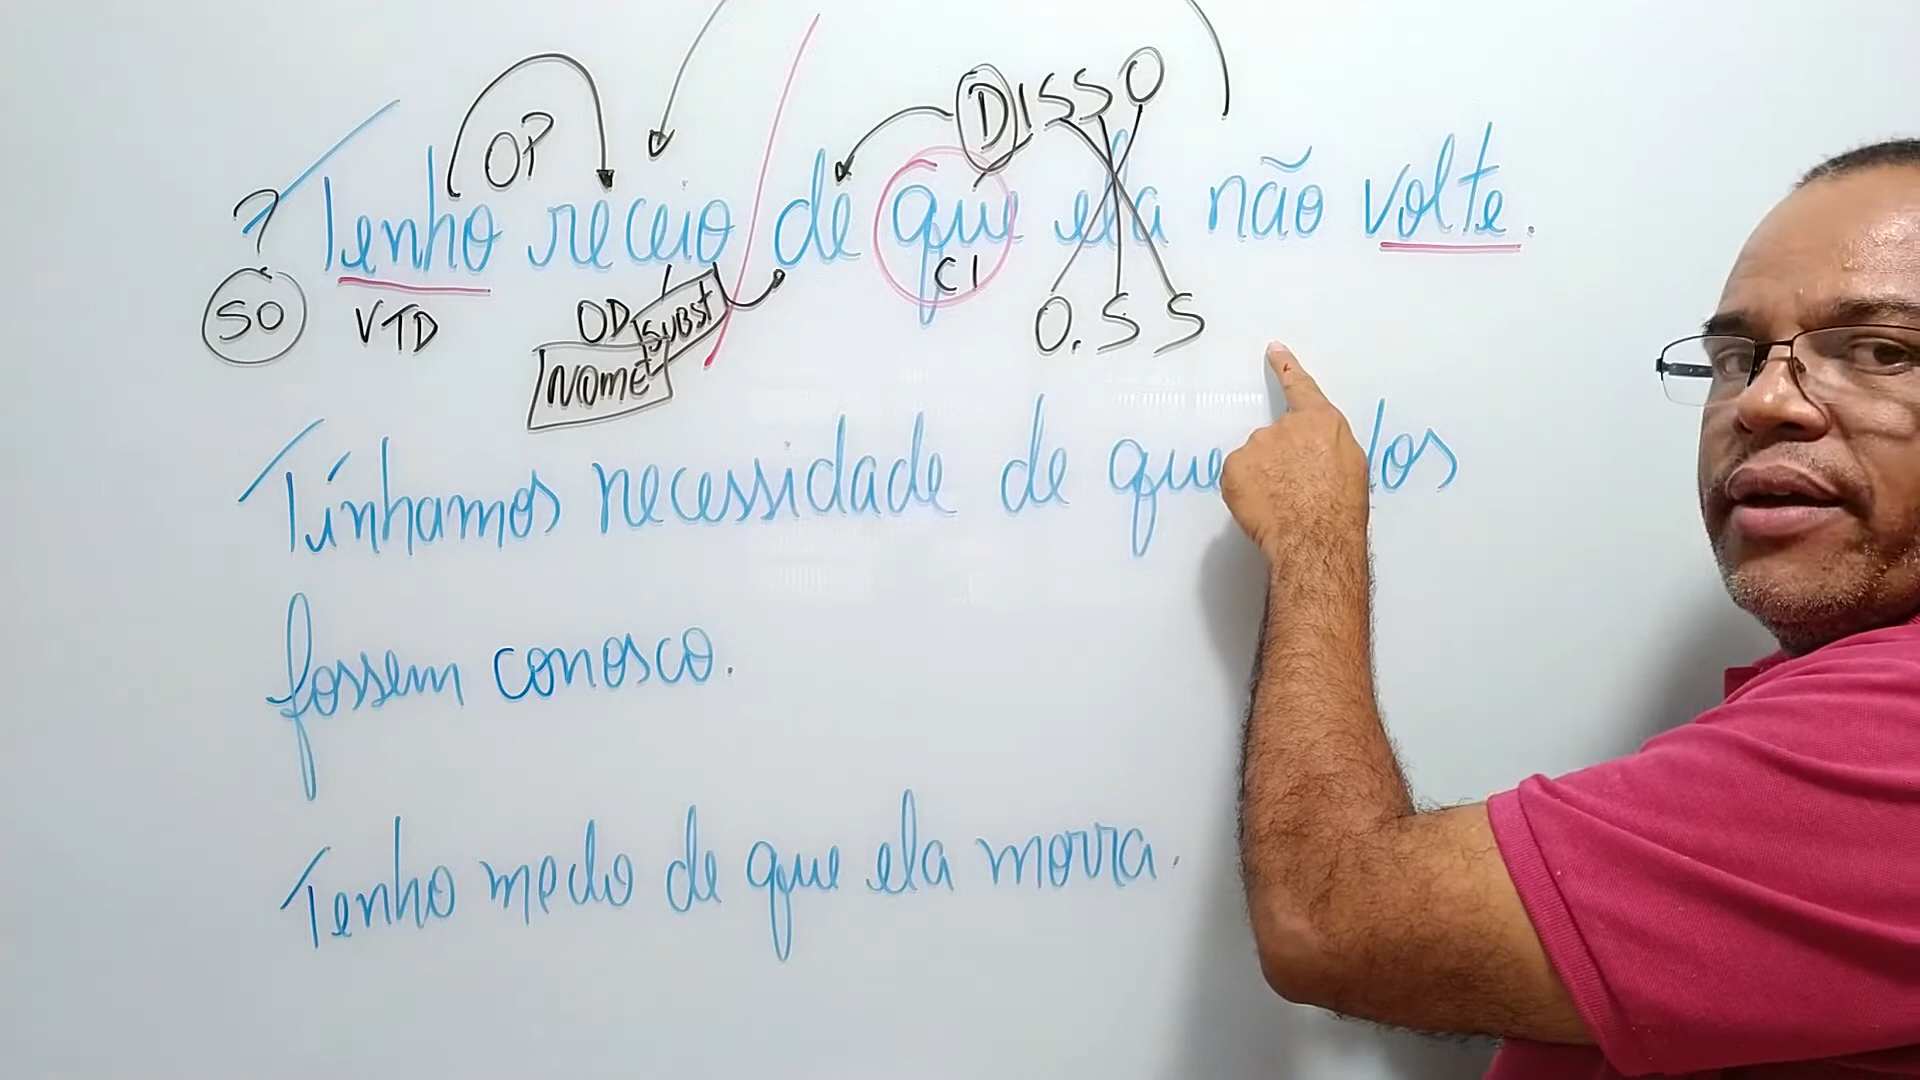 DISSO
OP
Tenho receio de que ela não volte.
CI
SO VTD OD SUBST O.S S
NOME
Tínhamos necessidade de que dos
fossem conosco.
Tenho medo de que ela morra.